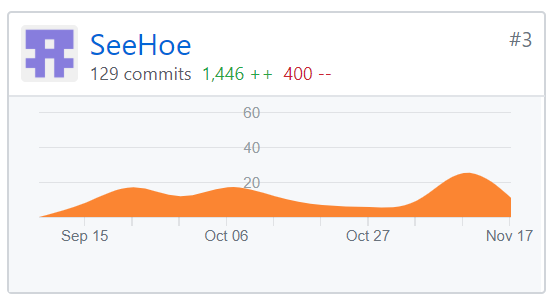 SeeHoe
#3
129 commits 1,446 ++ 400 --
60
40
20
Sep 15 Oct 06 Oct 27 Nov 17